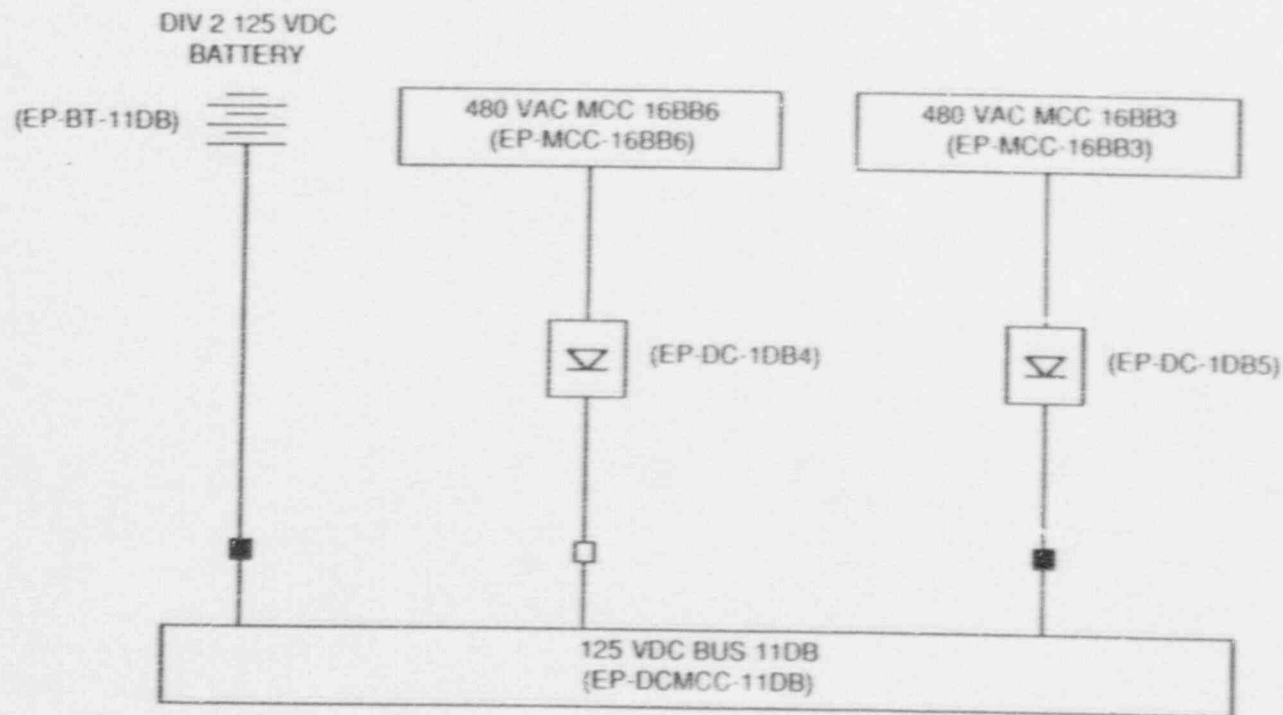 DIV 2 125 VDC
BATTERY
(EP-BT-11DB)
480 VAC MCC 16BB6
(EP-MCC-16BB6)
480 VAC MCC 16BB3
(EP-MCC-16BB3)
(EP-DC-1DB4)
(EP-DC-1DB5)
125 VDC BUS 11DB
(EP-DCMCC-11DB)